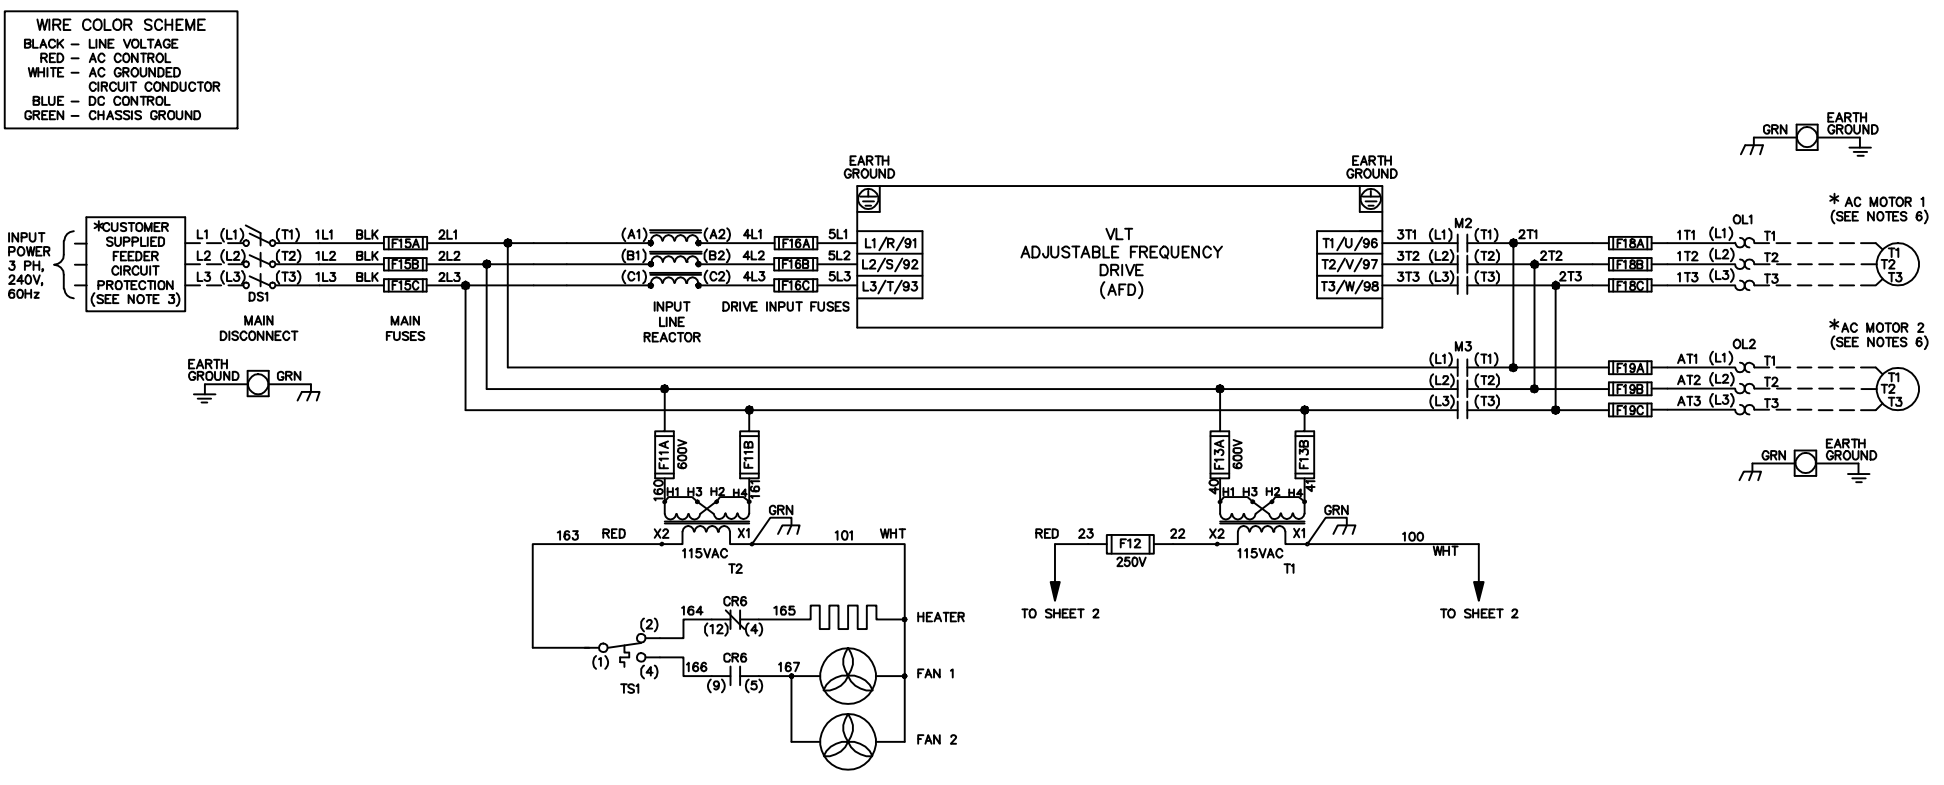 WIRE COLOR SCHEME
BLACK – LINE VOLTAGE
RED – AC CONTROL
WHITE – AC GROUNDED
CIRCUIT CONDUCTOR
BLUE – DC CONTROL
GREEN – CHASSIS GROUND
GRN
EARTH
GROUND
INPUT
POWER
3 PH,
240V,
60Hz
*CUSTOMER
SUPPLIED
FEEDER
CIRCUIT
PROTECTION
(SEE NOTE 3)
L1 (L1) (T1) 1L1 BLK F15A 2L1
L2 (L2) (T2) 1L2 BLK F15B 2L2
L3 (L3) (T3) 1L3 BLK F15C 2L3
DS1
MAIN
DISCONNECT
MAIN
FUSES
(A1) (A2) 4L1 F16A 5L1
(B1) (B2) 4L2 F16B 5L2
(C1) (C2) 4L3 F16C 5L3
INPUT
LINE
REACTOR
DRIVE INPUT FUSES
EARTH
GROUND
L1/R/91
L2/S/92
L3/T/93
VLT
ADJUSTABLE FREQUENCY
DRIVE
(AFD)
EARTH
GROUND
T1/U/96
T2/V/97
T3/W/98
M2
3T1 (L1) (T1) 2T1 F18A 1T1 (L1) T1
3T2 (L2) (T2) 2T2 F18B 1T2 (L2) T2
3T3 (L3) (T3) 2T3 F18C 1T3 (L3) T3
OL1
* AC MOTOR 1
(SEE NOTES 6)
T1
T2
T3
EARTH
GROUND
GRN
M3
(L1) (T1) F19A AT1 (L1) T1
(L2) (T2) F19B AT2 (L2) T2
(L3) (T3) F19C AT3 (L3) T3
OL2
*AC MOTOR 2
(SEE NOTES 6)
T1
T2
T3
GRN
EARTH
GROUND
F11A
600V
F11B
160
161
H1 H3 H2 H4
GRN
163 RED X2 X1 101 WHT
115VAC
T2
F13A
600V
F13B
40
41
H1 H3 H2 H4
GRN
RED 23 F12 22 X2 X1 100
WHT
250V
115VAC
T1
TO SHEET 2
TO SHEET 2
164 CR6 165
(12) (4)
HEATER
(2)
(1)
(4)
TS1
166 CR6 167
(9) (5)
FAN 1
FAN 2